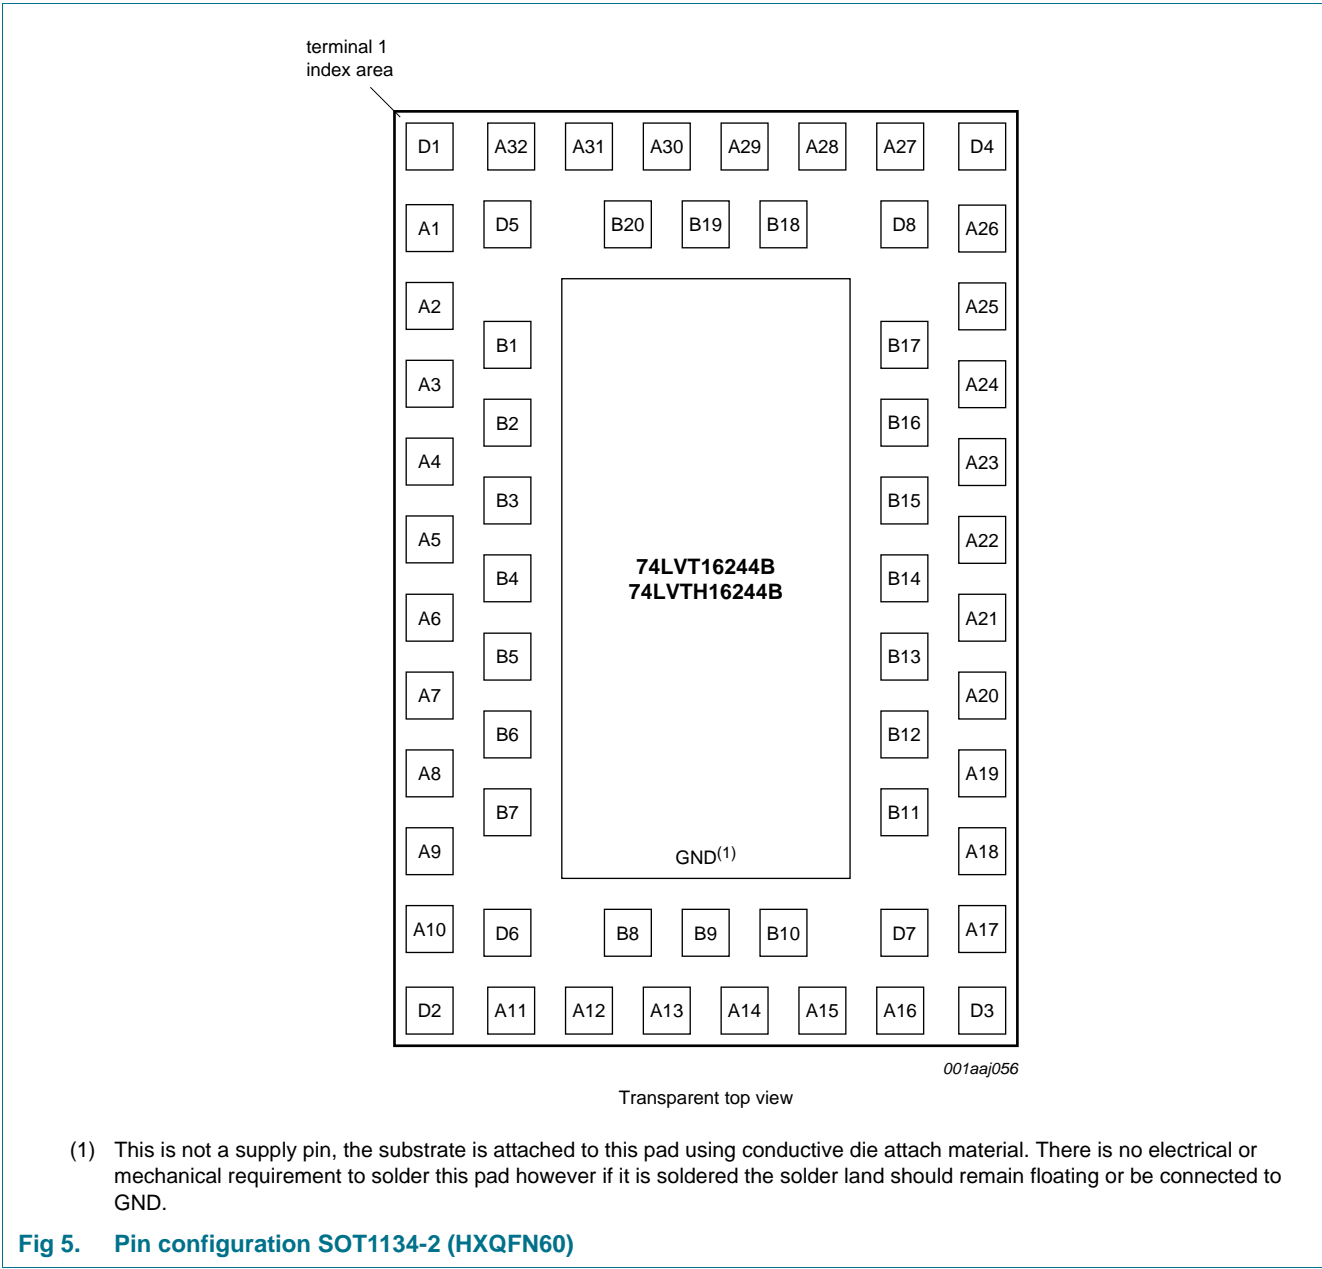 terminal 1
index area
D1 A32 A31 A30 A29 A28 A27 D4
A1 D5 B20 B19 B18 D8 A26
A2 A25
B1 B17
A3 A24
B2 B16
A4 A23
B3 B15
A5 A22
74LVT16244B
B4 B14
74LVTH16244B
A6 A21
B5 B13
A7 A20
B6 B12
A8 A19
B7 B11
A9 GND(1) A18
A10 D6 B8 B9 B10 D7 A17
D2 A11 A12 A13 A14 A15 A16 D3
001aaj056
Transparent top view
(1) This is not a supply pin, the substrate is attached to this pad using conductive die attach material. There is no electrical or
mechanical requirement to solder this pad however if it is soldered the solder land should remain floating or be connected to
GND.
Fig 5. Pin configuration SOT1134-2 (HXQFN60)